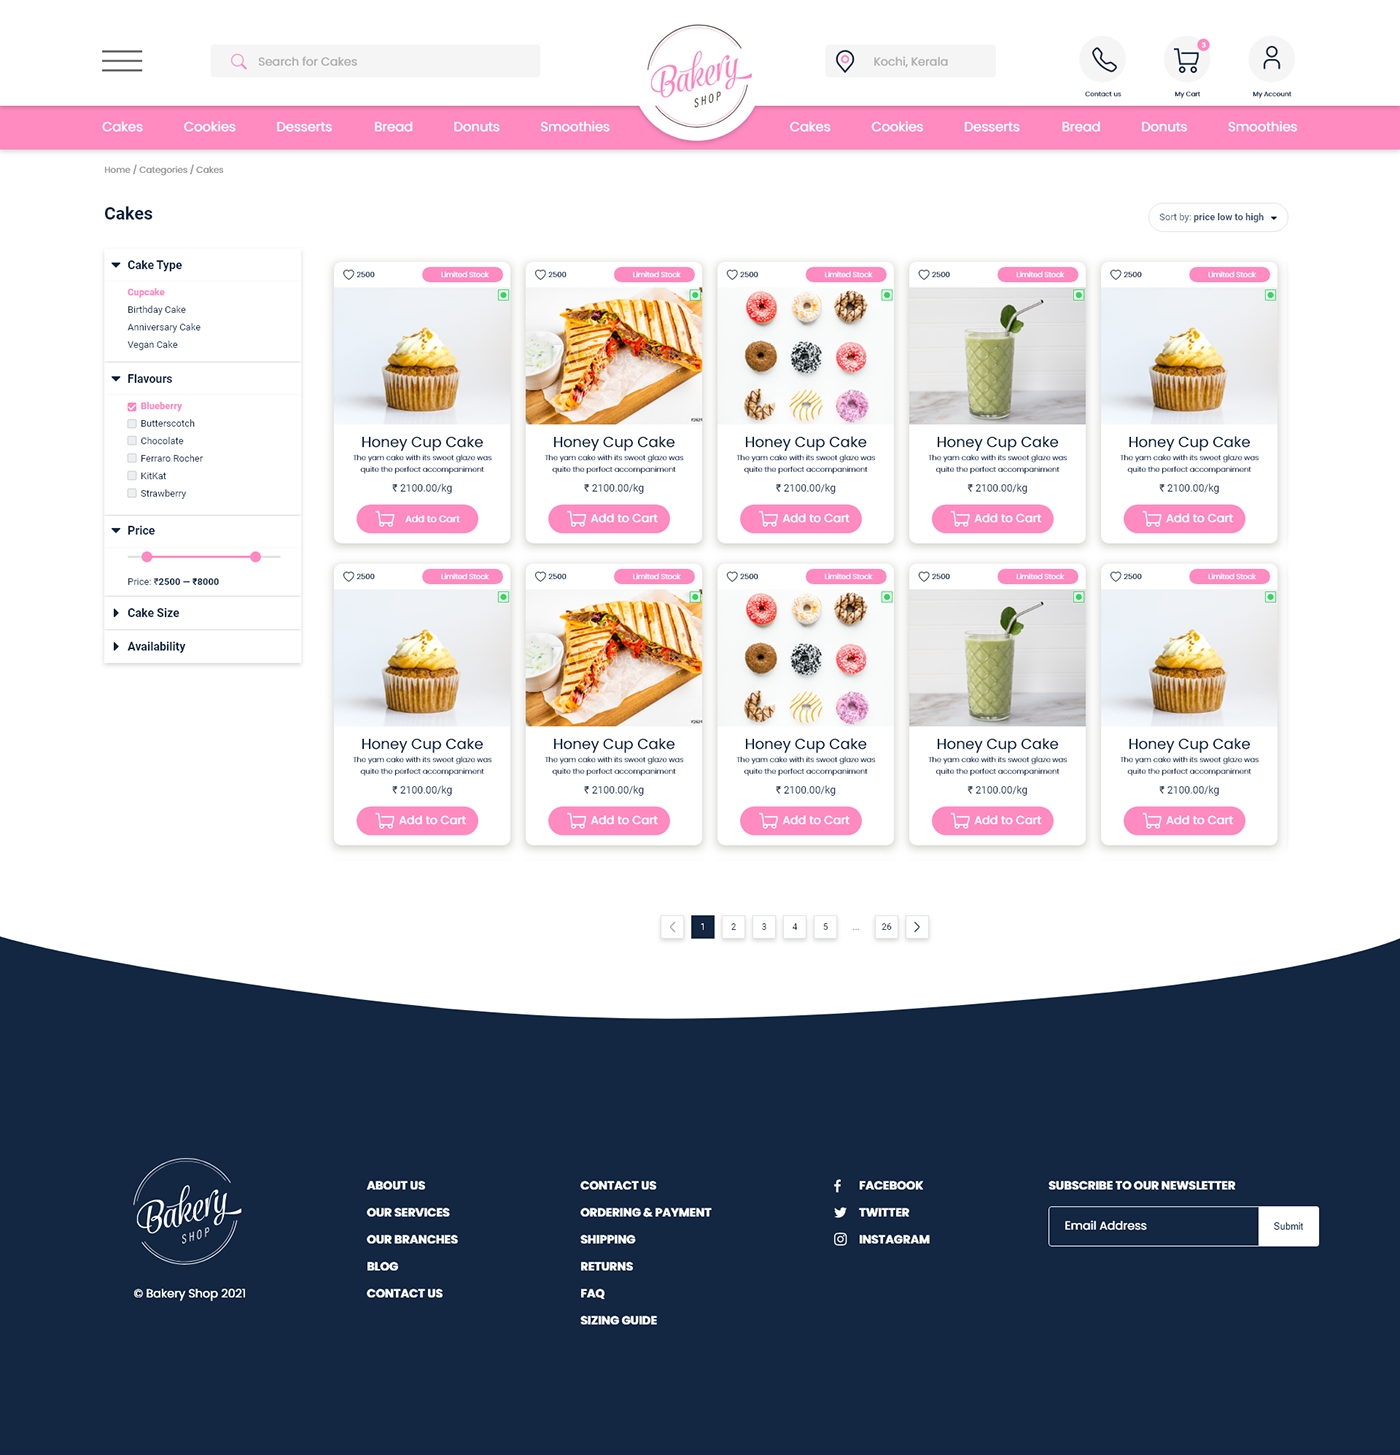 Search for Cakes
Bakery
SHOP
Kochi, Kerala
3
Contact us
My Cart
My Account
Cakes Cookies Desserts Bread Donuts Smoothies Cakes Cookies Desserts Bread Donuts Smoothies
Home / Categories / Cakes
Cakes
Sort by: price low to high
Cake Type
Cupcake
Birthday Cake
Anniversary Cake
Vegan Cake
Flavours
Blueberry
Butterscotch
Chocolate
Ferraro Rocher
KitKat
Strawberry
Price
Price: ₹2500 — ₹8000
Cake Size
Availability
2500 Limited Stock
Honey Cup Cake
The yam cake with its sweet glaze was
quite the perfect accompaniment
₹ 2100.00/kg
Add to Cart
2500 Limited Stock
Honey Cup Cake
The yam cake with its sweet glaze was
quite the perfect accompaniment
₹ 2100.00/kg
Add to Cart
2500 Limited Stock
Honey Cup Cake
The yam cake with its sweet glaze was
quite the perfect accompaniment
₹ 2100.00/kg
Add to Cart
2500 Limited Stock
Honey Cup Cake
The yam cake with its sweet glaze was
quite the perfect accompaniment
₹ 2100.00/kg
Add to Cart
2500 Limited Stock
Honey Cup Cake
The yam cake with its sweet glaze was
quite the perfect accompaniment
₹ 2100.00/kg
Add to Cart
2500 Limited Stock
Honey Cup Cake
The yam cake with its sweet glaze was
quite the perfect accompaniment
₹ 2100.00/kg
Add to Cart
2500 Limited Stock
Honey Cup Cake
The yam cake with its sweet glaze was
quite the perfect accompaniment
₹ 2100.00/kg
Add to Cart
2500 Limited Stock
Honey Cup Cake
The yam cake with its sweet glaze was
quite the perfect accompaniment
₹ 2100.00/kg
Add to Cart
2500 Limited Stock
Honey Cup Cake
The yam cake with its sweet glaze was
quite the perfect accompaniment
₹ 2100.00/kg
Add to Cart
2500 Limited Stock
Honey Cup Cake
The yam cake with its sweet glaze was
quite the perfect accompaniment
₹ 2100.00/kg
Add to Cart
1 2 3 4 5 ... 26
Bakery
SHOP
© Bakery Shop 2021
ABOUT US
OUR SERVICES
OUR BRANCHES
BLOG
CONTACT US
CONTACT US
ORDERING & PAYMENT
SHIPPING
RETURNS
FAQ
SIZING GUIDE
FACEBOOK
TWITTER
INSTAGRAM
SUBSCRIBE TO OUR NEWSLETTER
Email Address Submit